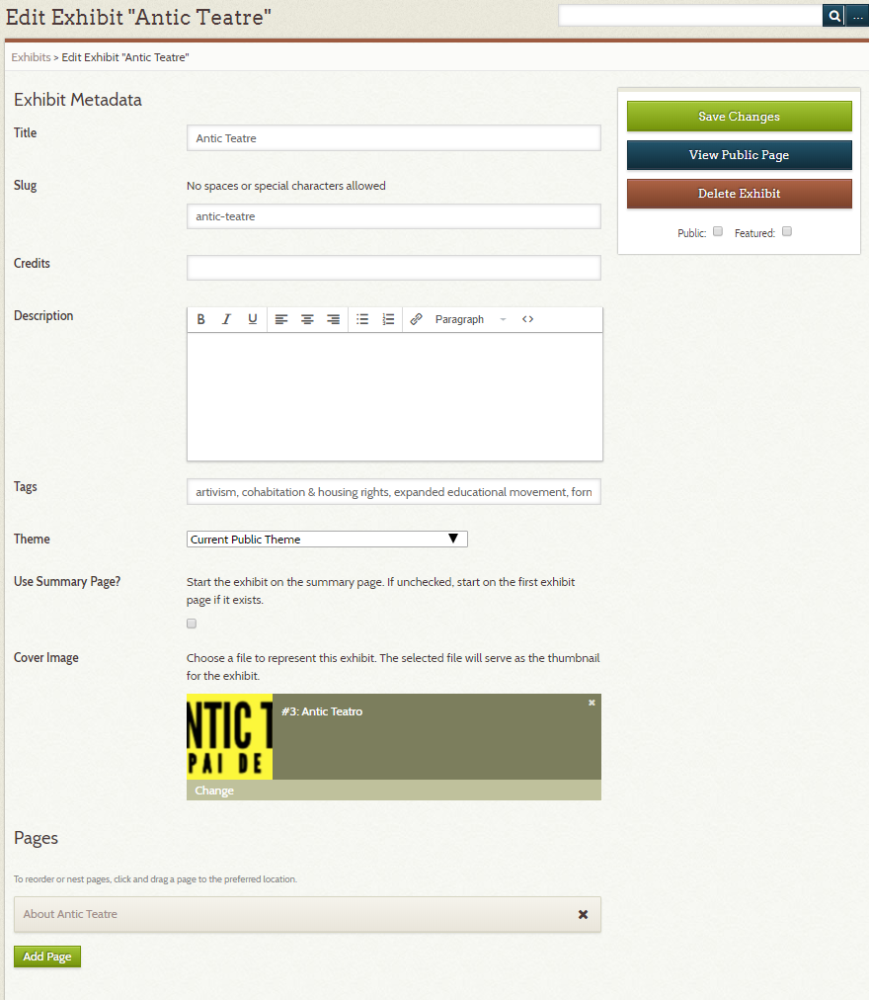 Edit Exhibit "Antic Teatre"
...
Exhibits > Edit Exhibit "Antic Teatre"
Exhibit Metadata
Title
Antic Teatre
Slug
No spaces or special characters allowed
antic-teatre
Credits
Description
B I U Paragraph <>
Tags
artivism, cohabitation & housing rights, expanded educational movement,
Theme
Current Public Theme
Use Summary Page?
Start the exhibit on the summary page. If unchecked, start on the first exhibit
page if it exists.
Cover Image
Choose a file to represent this exhibit. The selected file will serve as the thumbnail
for the exhibit.
NTIC T
PAI DE
#3: Antic Teatro
Change
Pages
To reorder or nest pages, click and drag a page to the preferred location.
About Antic Teatre
Add Page
Save Changes
View Public Page
Delete Exhibit
Public: Featured: